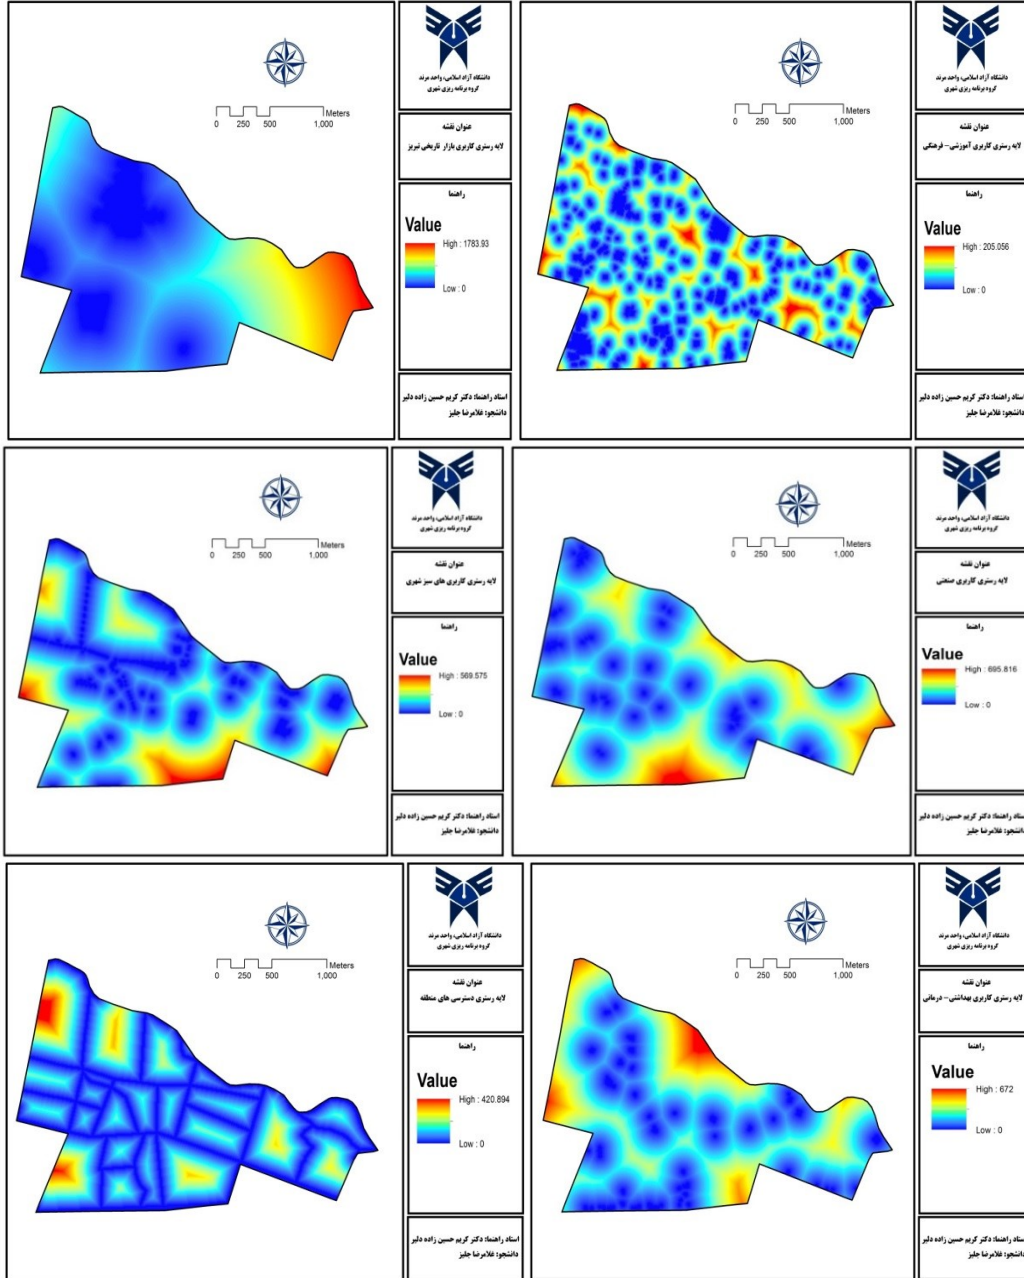 Meters
0 250 500 1,000
دانشگاه آزاد اسلامی، واحد مرند
گروه برنامه ریزی شهری
عنوان نقشه
لایه رستری کاربری بازار تاریخی تبریز
راهنما
Value
High : 1783.93
Low : 0
استاد راهنما: دکتر کریم حسین زاده دلیر
دانشجو: غلامرضا جلیز
Meters
0 250 500 1,000
دانشگاه آزاد اسلامی، واحد مرند
گروه برنامه ریزی شهری
عنوان نقشه
لایه رستری کاربری آموزشی- فرهنگی
راهنما
Value
High : 205.056
Low : 0
استاد راهنما: دکتر کریم حسین زاده دلیر
دانشجو: غلامرضا جلیز
Meters
0 250 500 1,000
دانشگاه آزاد اسلامی، واحد مرند
گروه برنامه ریزی شهری
عنوان نقشه
لایه رستری کاربری های سبز شهری
راهنما
Value
High : 569.575
Low : 0
استاد راهنما: دکتر کریم حسین زاده دلیر
دانشجو: غلامرضا جلیز
Meters
0 250 500 1,000
دانشگاه آزاد اسلامی، واحد مرند
گروه برنامه ریزی شهری
عنوان نقشه
لایه رستری کاربری صنعتی
راهنما
Value
High : 695.816
Low : 0
استاد راهنما: دکتر کریم حسین زاده دلیر
دانشجو: غلامرضا جلیز
Meters
0 250 500 1,000
دانشگاه آزاد اسلامی، واحد مرند
گروه برنامه ریزی شهری
عنوان نقشه
لایه رستری دسترسی های منطقه
راهنما
Value
High : 420.894
Low : 0
استاد راهنما: دکتر کریم حسین زاده دلیر
دانشجو: غلامرضا جلیز
Meters
0 250 500 1,000
دانشگاه آزاد اسلامی، واحد مرند
گروه برنامه ریزی شهری
عنوان نقشه
لایه رستری کاربری بهداشتی- درمانی
راهنما
Value
High : 672
Low : 0
استاد راهنما: دکتر کریم حسین زاده دلیر
دانشجو: غلامرضا جلیز